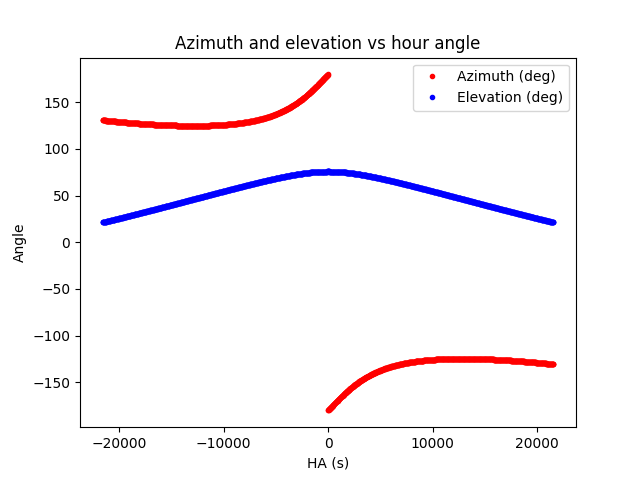 Azimuth and elevation vs hour angle
Azimuth (deg)
Elevation (deg)
150
100
50
0
−50
−100
−150
Angle
−20000
−10000
0
10000
20000
HA (s)